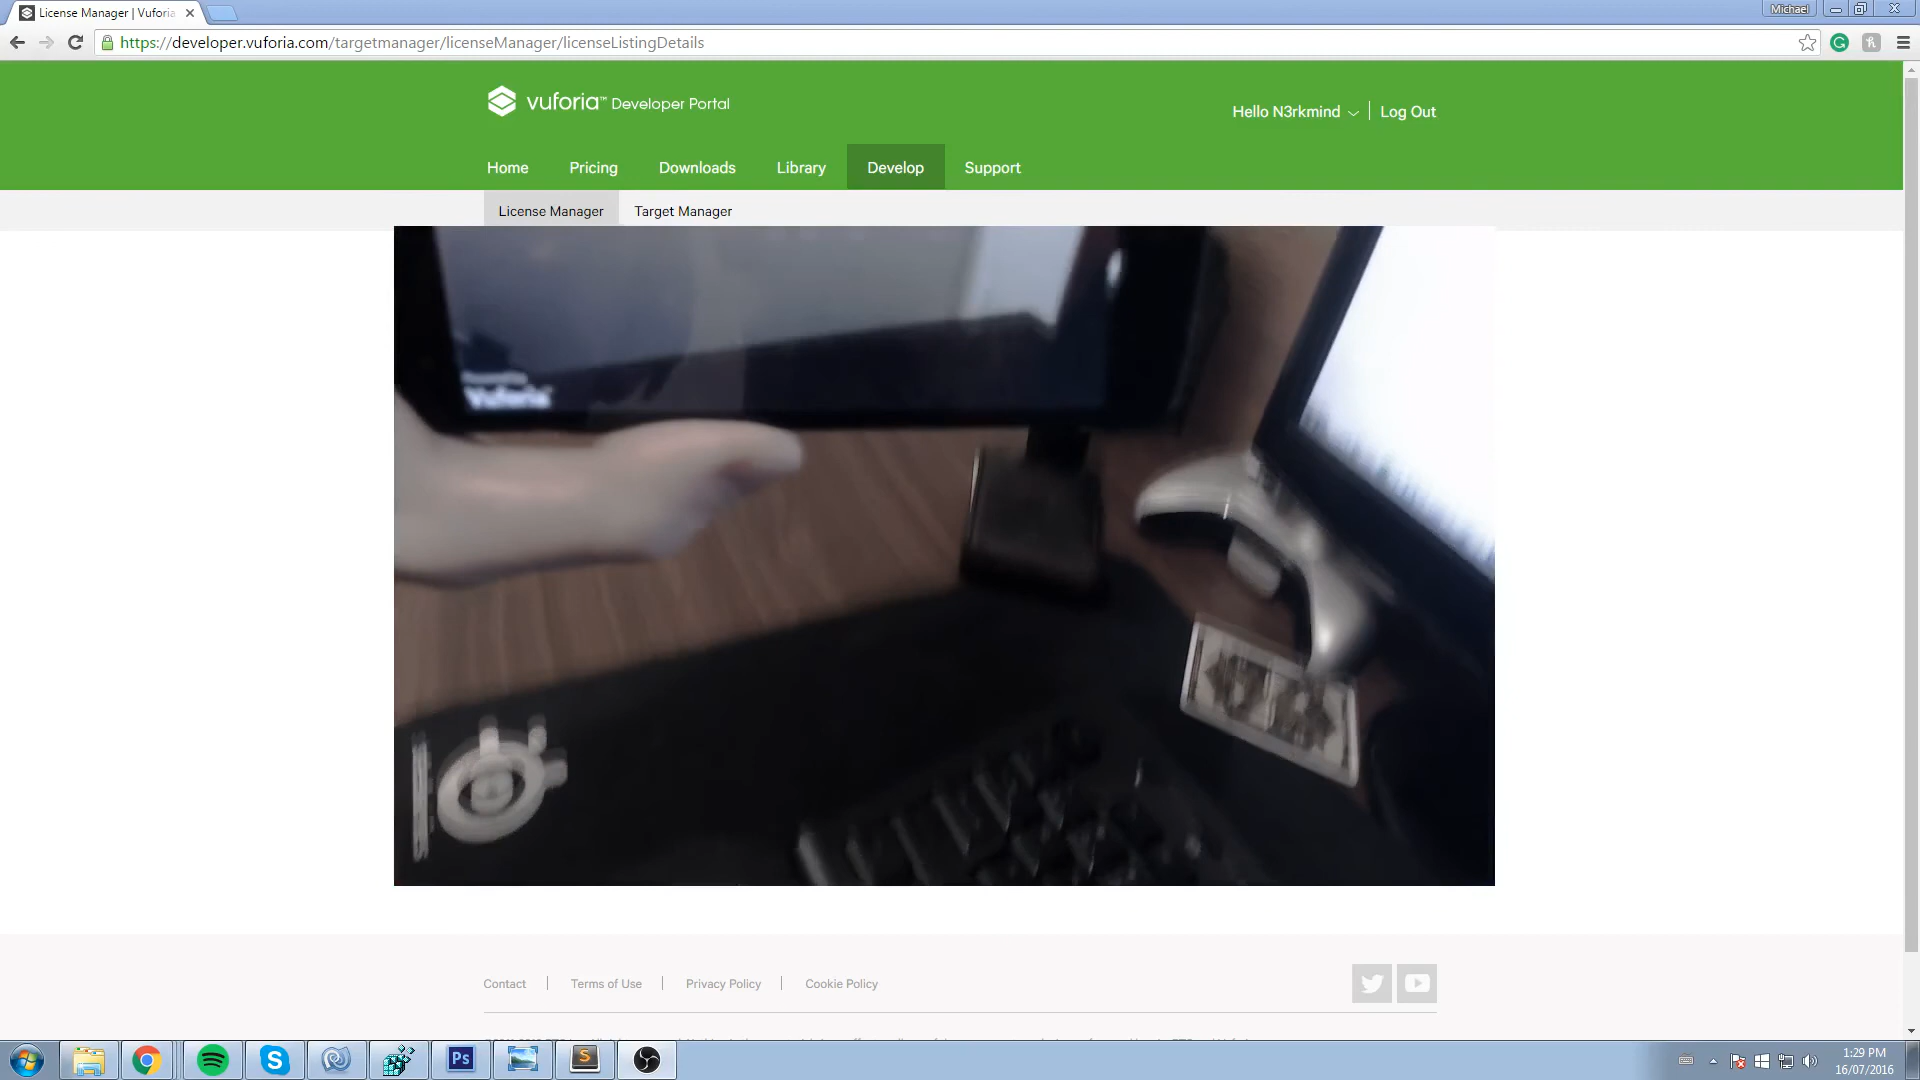 License Manager | Vuforia
Michael
https://developer.vuforia.com/targetmanager/licenseManager/licenseListingDetails
vuforia™ Developer Portal
Hello N3rkmind
Log Out
Home
Pricing
Downloads
Library
Develop
Support
License Manager
Target Manager
Vuforia
Contact
Terms of Use
Privacy Policy
Cookie Policy
Ps
1:29 PM
16/07/2016